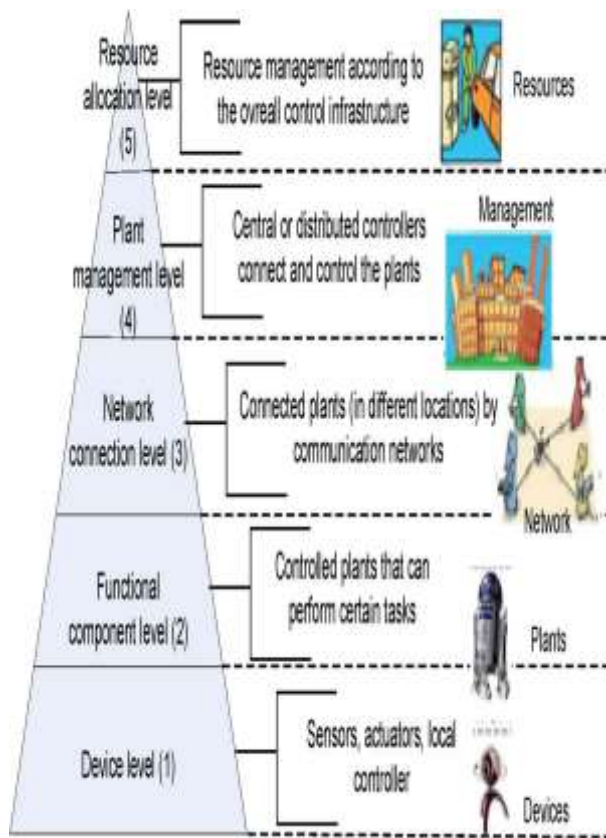 Resource
allocation level
(5)
Resource management according to
the ovreall control infrastructure
Resources
Plant
management level
(4)
Central or distributed controllers
connect and control the plants
Management
Network
connection level (3)
Connected plants (in different locations) by
communication networks
Network
Functional
component level (2)
Controlled plants that can
perform certain tasks
Plants
Device level (1)
Sensors, actuators, local
controller
Devices